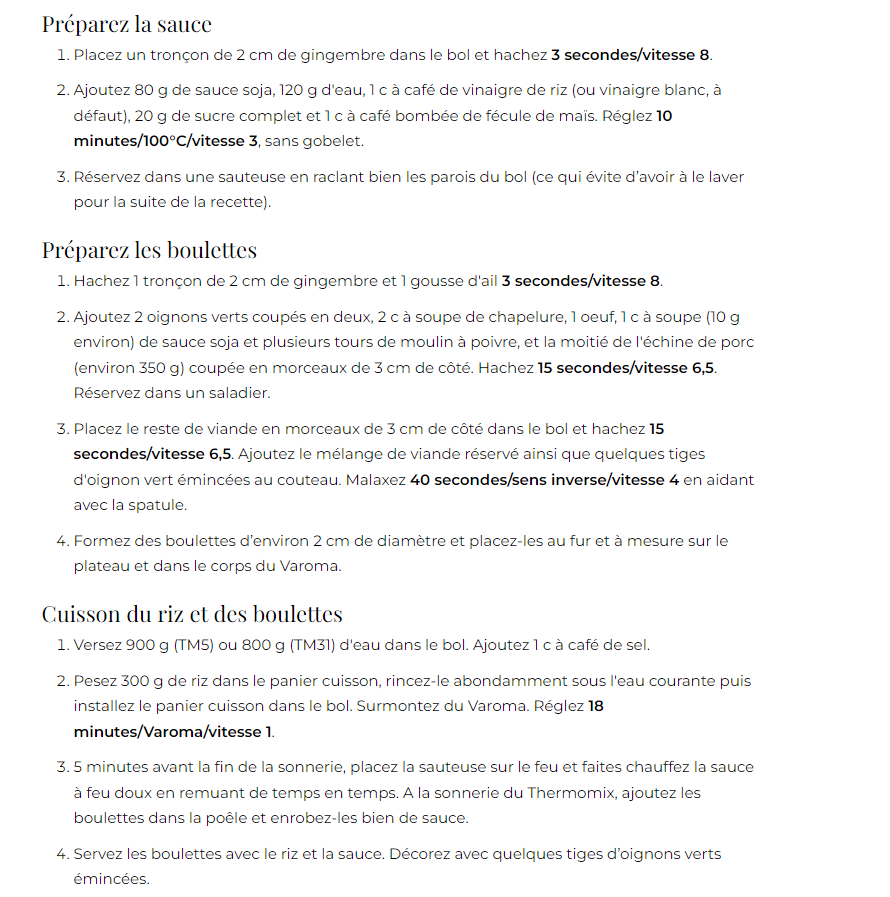 Préparez la sauce
1. Placez un tronçon de 2 cm de gingembre dans le bol et hachez 3 secondes/vitesse 8.
2. Ajoutez 80 g de sauce soja, 120 g d'eau, 1 c à café de vinaigre de riz (ou vinaigre blanc, à
défaut), 20 g de sucre complet et 1 c à café bombée de fécule de maïs. Réglez 10
minutes/100°C/vitesse 3, sans gobelet.
3. Réservez dans une sauteuse en raclant bien les parois du bol (ce qui évite d’avoir à le laver
pour la suite de la recette).
Préparez les boulettes
1. Hachez 1 tronçon de 2 cm de gingembre et 1 gousse d'ail 3 secondes/vitesse 8.
2. Ajoutez 2 oignons verts coupés en deux, 2 c à soupe de chapelure, 1 oeuf, 1 c à soupe (10 g
environ) de sauce soja et plusieurs tours de moulin à poivre, et la moitié de l'échine de porc
(environ 350 g) coupée en morceaux de 3 cm de côté. Hachez 15 secondes/vitesse 6,5.
Réservez dans un saladier.
3. Placez le reste de viande en morceaux de 3 cm de côté dans le bol et hachez 15
secondes/vitesse 6,5. Ajoutez le mélange de viande réservé ainsi que quelques tiges
d'oignon vert émincées au couteau. Malaxez 40 secondes/sens inverse/vitesse 4 en aidant
avec la spatule.
4. Formez des boulettes d’environ 2 cm de diamètre et placez-les au fur et à mesure sur le
plateau et dans le corps du Varoma.
Cuisson du riz et des boulettes
1. Versez 900 g (TM5) ou 800 g (TM31) d'eau dans le bol. Ajoutez 1 c à café de sel.
2. Pesez 300 g de riz dans le panier cuisson, rincez-le abondamment sous l'eau courante puis
installez le panier cuisson dans le bol. Surmontez du Varoma. Réglez 18
minutes/Varoma/vitesse 1.
3. 5 minutes avant la fin de la sonnerie, placez la sauteuse sur le feu et faites chauffez la sauce
à feu doux en remuant de temps en temps. A la sonnerie du Thermomix, ajoutez les
boulettes dans la poêle et enrobez-les bien de sauce.
4. Servez les boulettes avec le riz et la sauce. Décorez avec quelques tiges d’oignons verts
émincées.